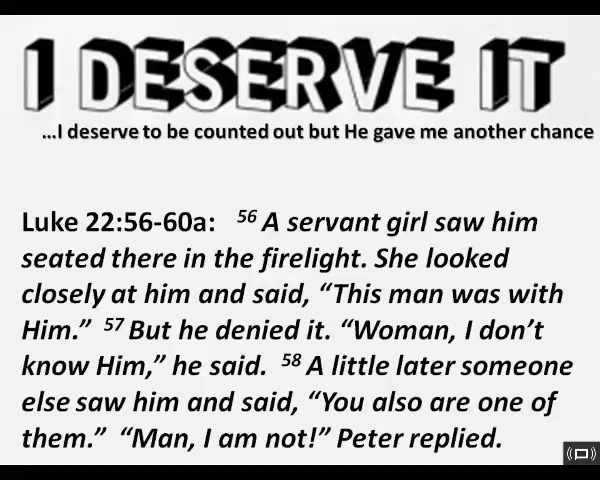 I DESERVE IT
…I deserve to be counted out but He gave me another chance
Luke 22:56-60a: 56 A servant girl saw him
seated there in the firelight. She looked
closely at him and said, “This man was with
Him.” 57 But he denied it. “Woman, I don’t
know Him,” he said. 58 A little later someone
else saw him and said, “You also are one of
them.” “Man, I am not!” Peter replied.